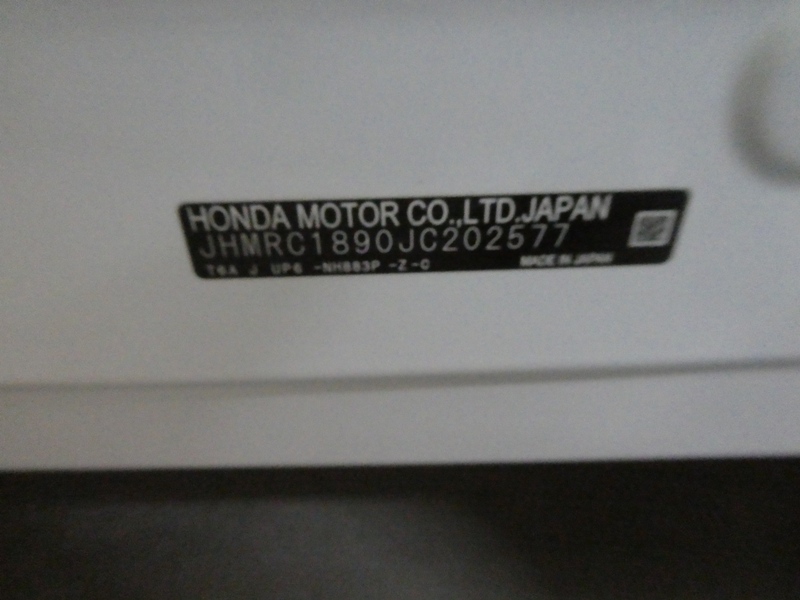 HONDA MOTOR CO.,LTD.JAPAN
JHMRC1890JC202577
T6A J UP6 -NH883P -Z-C
MADE IN JAPAN